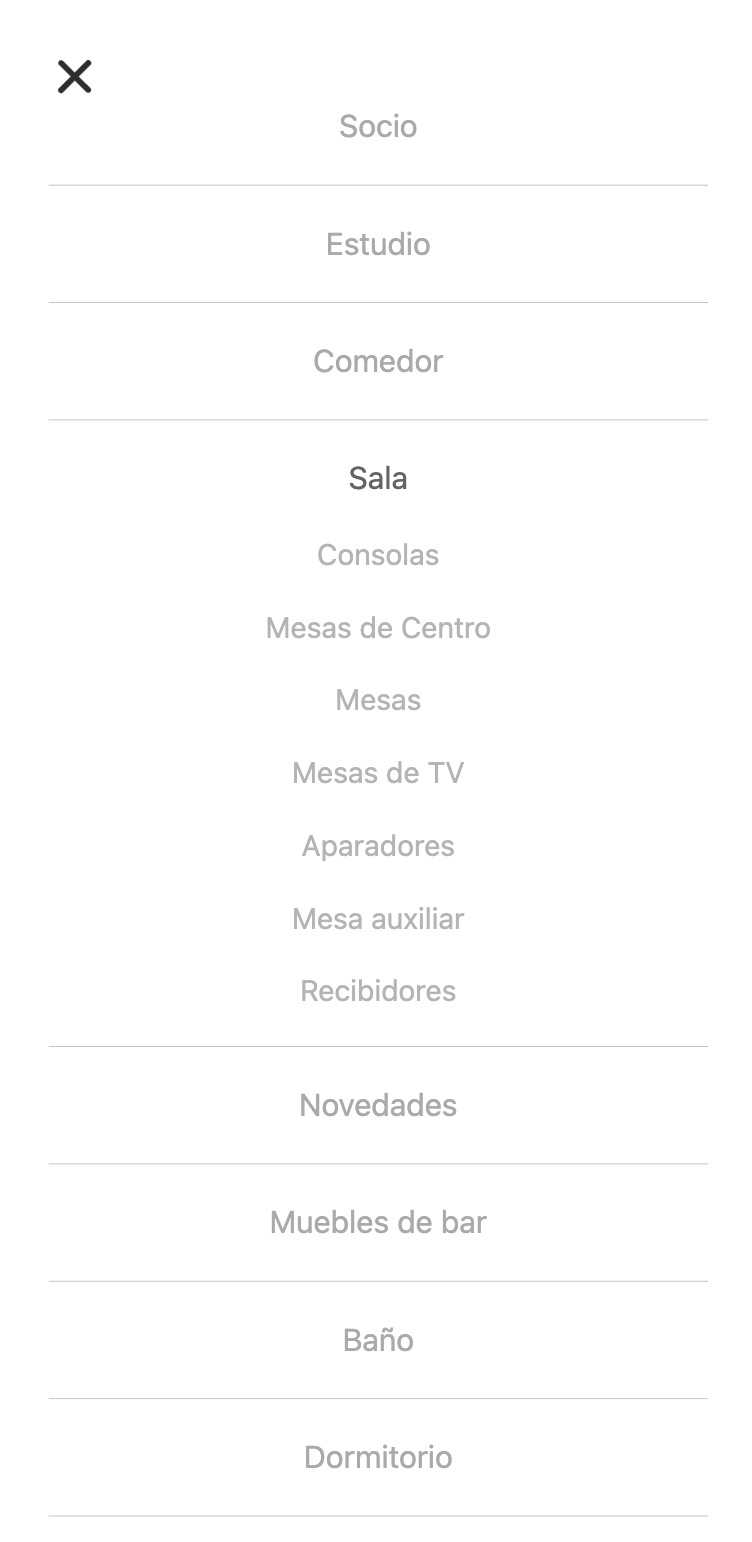 Socio
Estudio
Comedor
Sala
Consolas
Mesas de Centro
Mesas
Mesas de TV
Aparadores
Mesa auxiliar
Recibidores
Novedades
Muebles de bar
Baño
Dormitorio